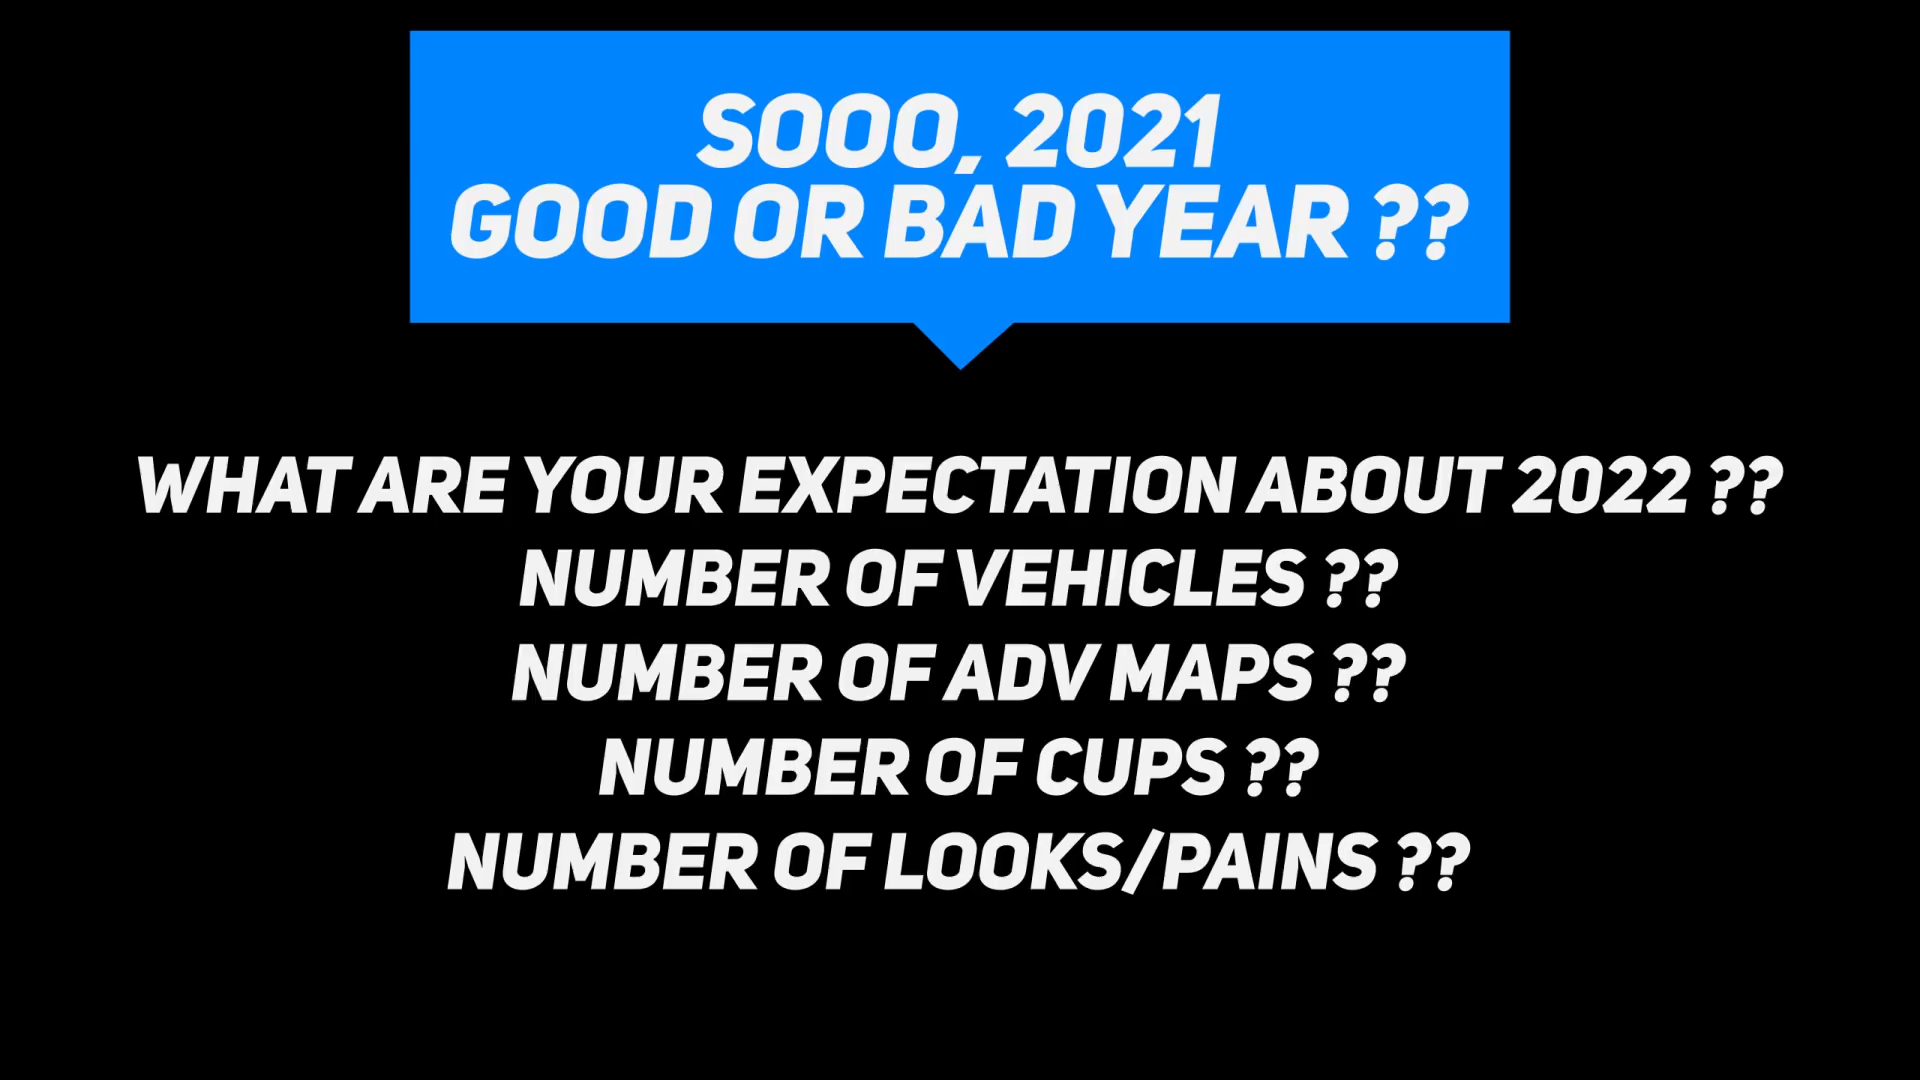 SOOO, 2021
GOOD OR BAD YEAR ??
WHAT ARE YOUR EXPECTATION ABOUT 2022 ??
NUMBER OF VEHICLES ??
NUMBER OF ADV MAPS ??
NUMBER OF CUPS ??
NUMBER OF LOOKS/PAINS ??